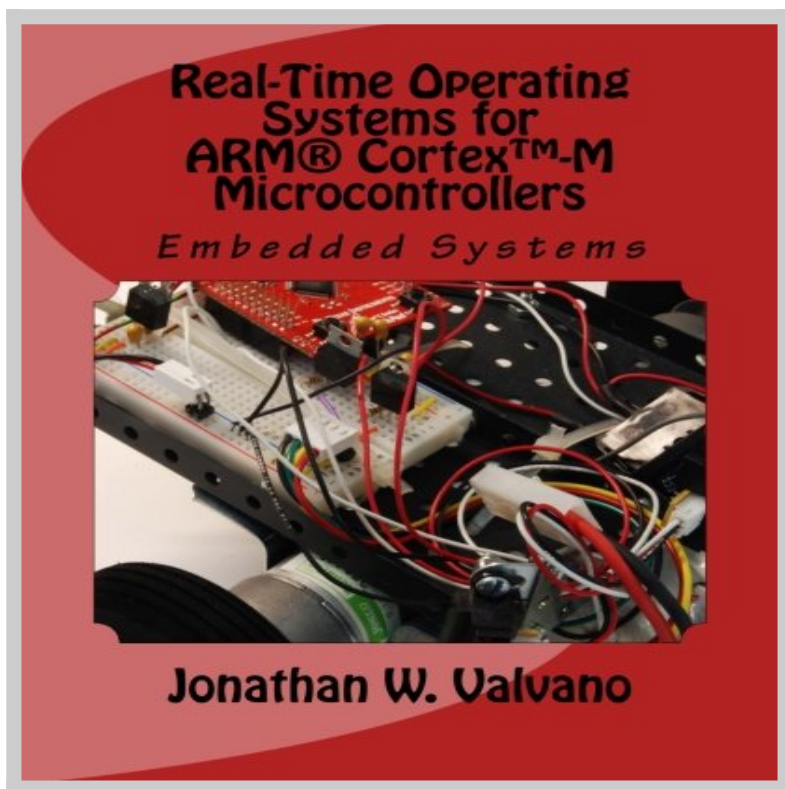 Real-Time Operating
Systems for
ARM® Cortex™-M
Microcontrollers
Embedded Systems
Jonathan W. Valvano